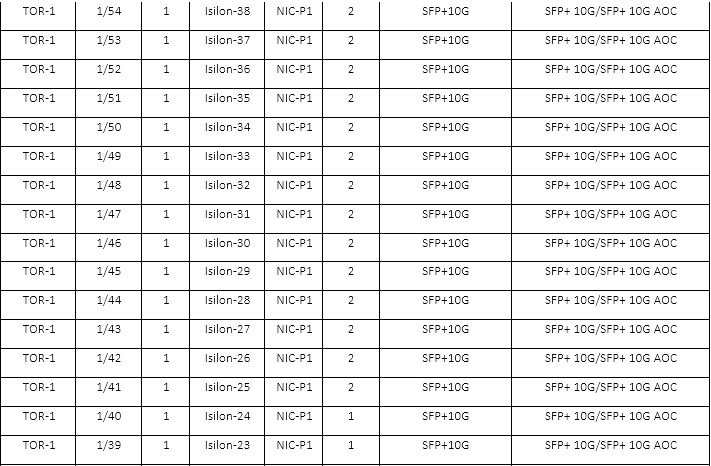 TOR-1 1/54 1 Isilon-38 NIC-P1 2 SFP+10G SFP+ 10G/SFP+ 10G AOC
TOR-1 1/53 1 Isilon-37 NIC-P1 2 SFP+10G SFP+ 10G/SFP+ 10G AOC
TOR-1 1/52 1 Isilon-36 NIC-P1 2 SFP+10G SFP+ 10G/SFP+ 10G AOC
TOR-1 1/51 1 Isilon-35 NIC-P1 2 SFP+10G SFP+ 10G/SFP+ 10G AOC
TOR-1 1/50 1 Isilon-34 NIC-P1 2 SFP+10G SFP+ 10G/SFP+ 10G AOC
TOR-1 1/49 1 Isilon-33 NIC-P1 2 SFP+10G SFP+ 10G/SFP+ 10G AOC
TOR-1 1/48 1 Isilon-32 NIC-P1 2 SFP+10G SFP+ 10G/SFP+ 10G AOC
TOR-1 1/47 1 Isilon-31 NIC-P1 2 SFP+10G SFP+ 10G/SFP+ 10G AOC
TOR-1 1/46 1 Isilon-30 NIC-P1 2 SFP+10G SFP+ 10G/SFP+ 10G AOC
TOR-1 1/45 1 Isilon-29 NIC-P1 2 SFP+10G SFP+ 10G/SFP+ 10G AOC
TOR-1 1/44 1 Isilon-28 NIC-P1 2 SFP+10G SFP+ 10G/SFP+ 10G AOC
TOR-1 1/43 1 Isilon-27 NIC-P1 2 SFP+10G SFP+ 10G/SFP+ 10G AOC
TOR-1 1/42 1 Isilon-26 NIC-P1 2 SFP+10G SFP+ 10G/SFP+ 10G AOC
TOR-1 1/41 1 Isilon-25 NIC-P1 2 SFP+10G SFP+ 10G/SFP+ 10G AOC
TOR-1 1/40 1 Isilon-24 NIC-P1 1 SFP+10G SFP+ 10G/SFP+ 10G AOC
TOR-1 1/39 1 Isilon-23 NIC-P1 1 SFP+10G SFP+ 10G/SFP+ 10G AOC